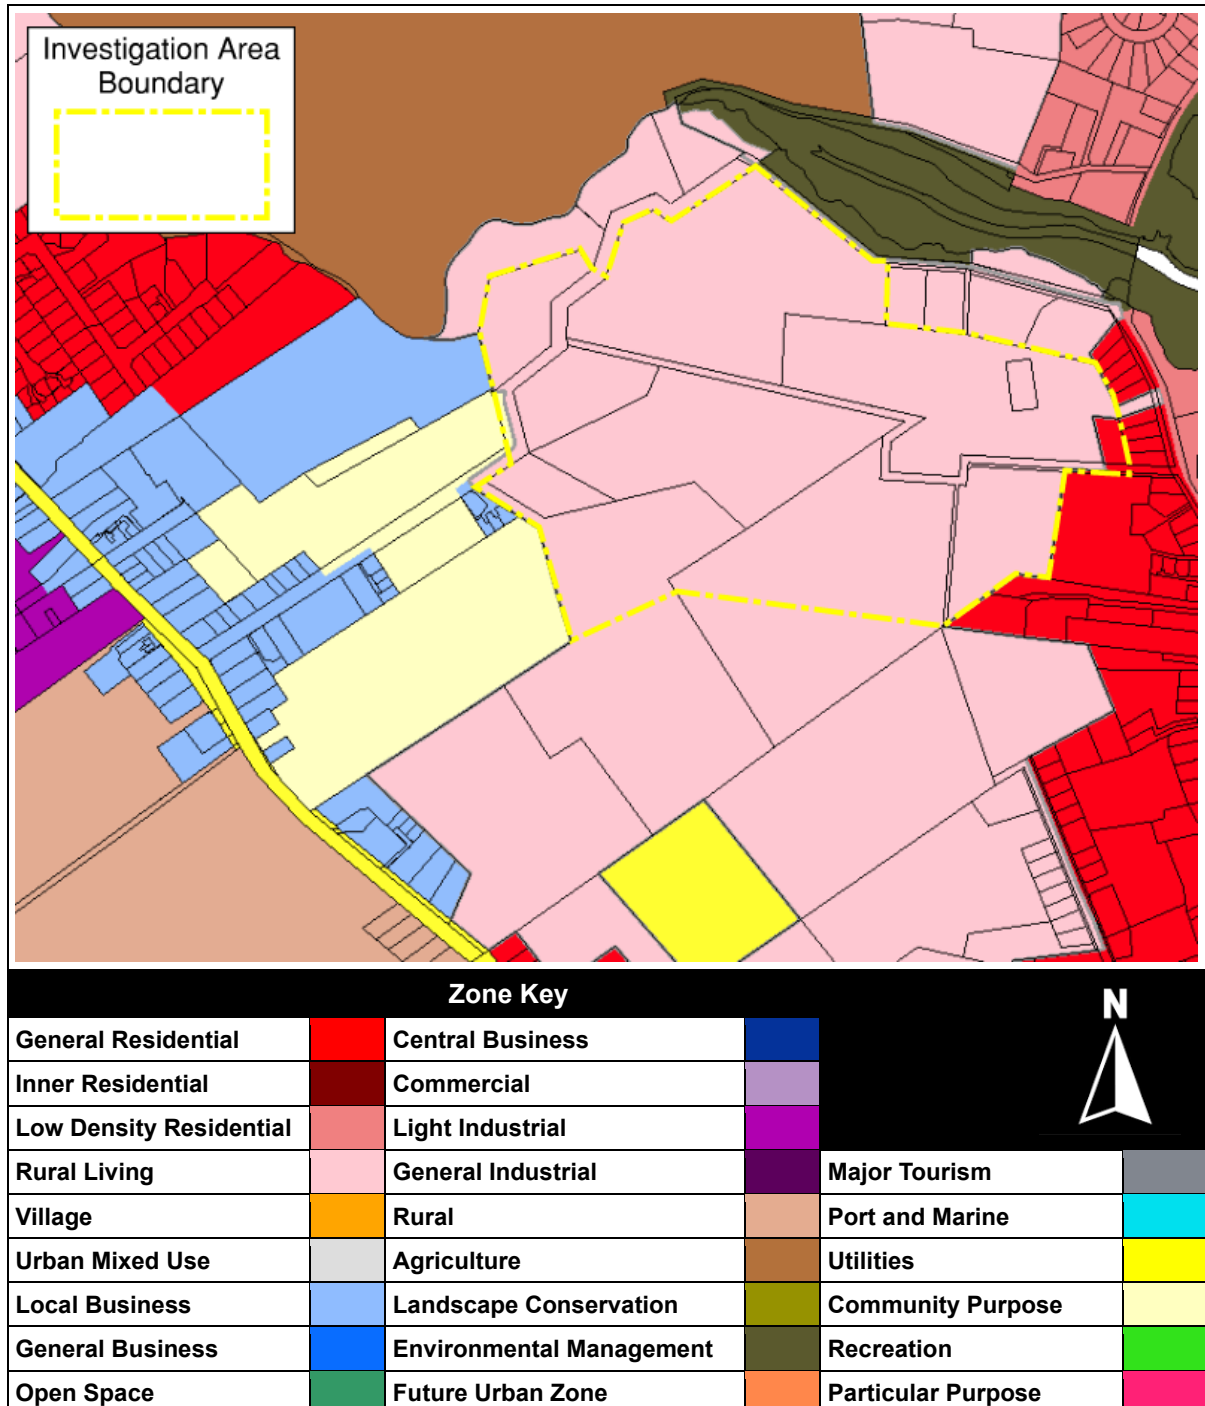 Investigation Area
Boundary
Zone Key
N
General Residential
Central Business
Inner Residential
Commercial
Low Density Residential
Light Industrial
Rural Living
General Industrial
Major Tourism
Village
Rural
Port and Marine
Urban Mixed Use
Agriculture
Utilities
Local Business
Landscape Conservation
Community Purpose
General Business
Environmental Management
Recreation
Open Space
Future Urban Zone
Particular Purpose